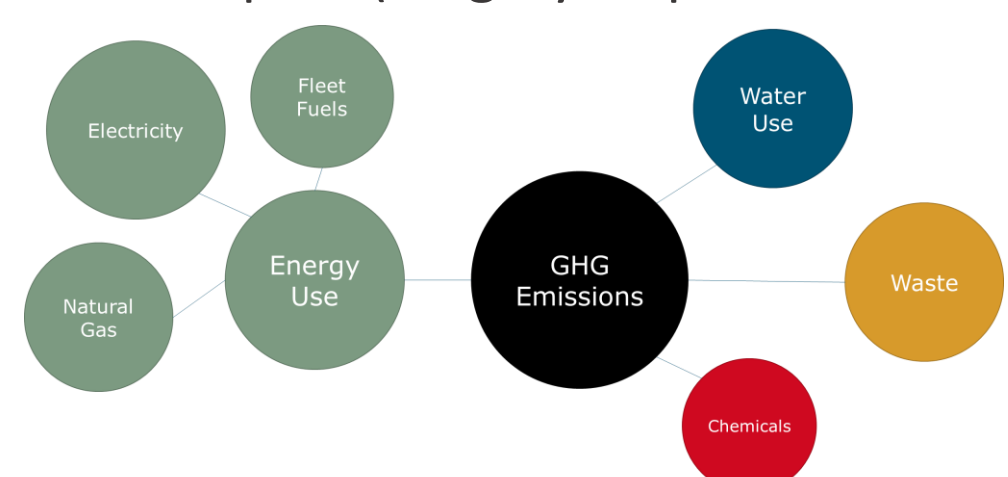 Fleet
Fuels
Electricity
Water
Use
Energy
Use
GHG
Emissions
Waste
Natural
Gas
Chemicals